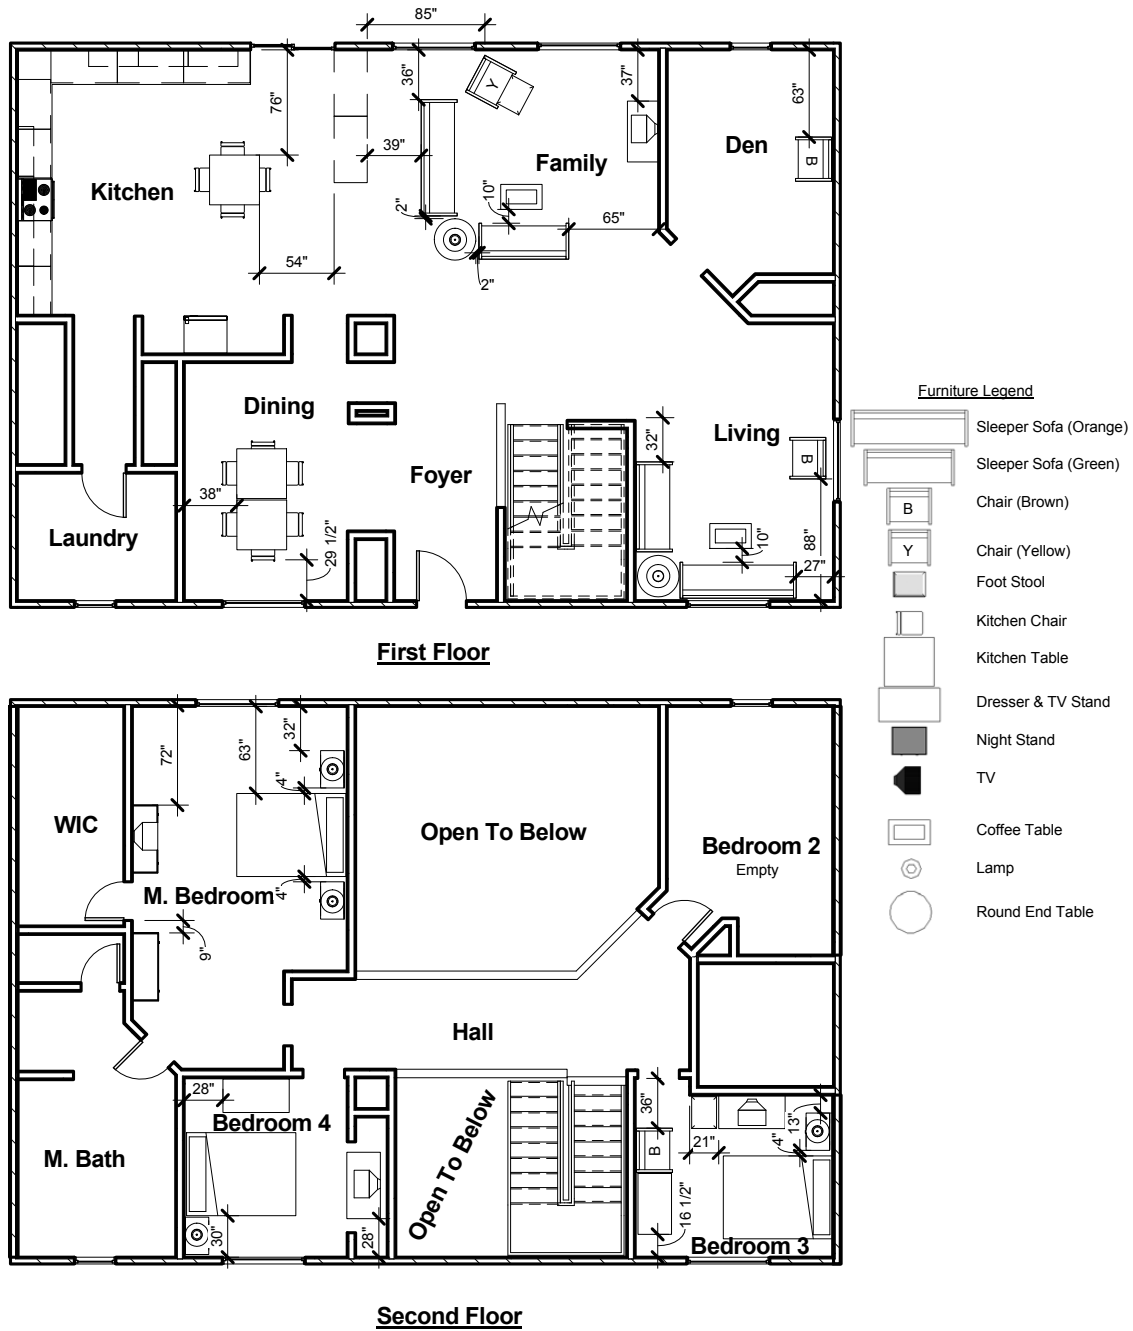 85"
36"
37"
76"
63"
Y
39"
Family
Den
B
Kitchen
10"
2"
65"
54"
2"
Furniture Legend
Dining
Sleeper Sofa (Orange)
32"
Living
Foyer
B
Sleeper Sofa (Green)
38"
B
Chair (Brown)
Laundry
29 1/2"
10"
88"
Y
Chair (Yellow)
27"
Foot Stool
Kitchen Chair
First Floor
Kitchen Table
Dresser & TV Stand
72"
63"
32"
Night Stand
4"
TV
WIC
Open To Below
Coffee Table
Bedroom 2
Empty
M. Bedroom
4"
Lamp
9"
Round End Table
Hall
28"
36"
Bedroom 4
13"
21"
4"
M. Bath
Open To Below
B
30"
28"
16 1/2"
Bedroom 3
Second Floor